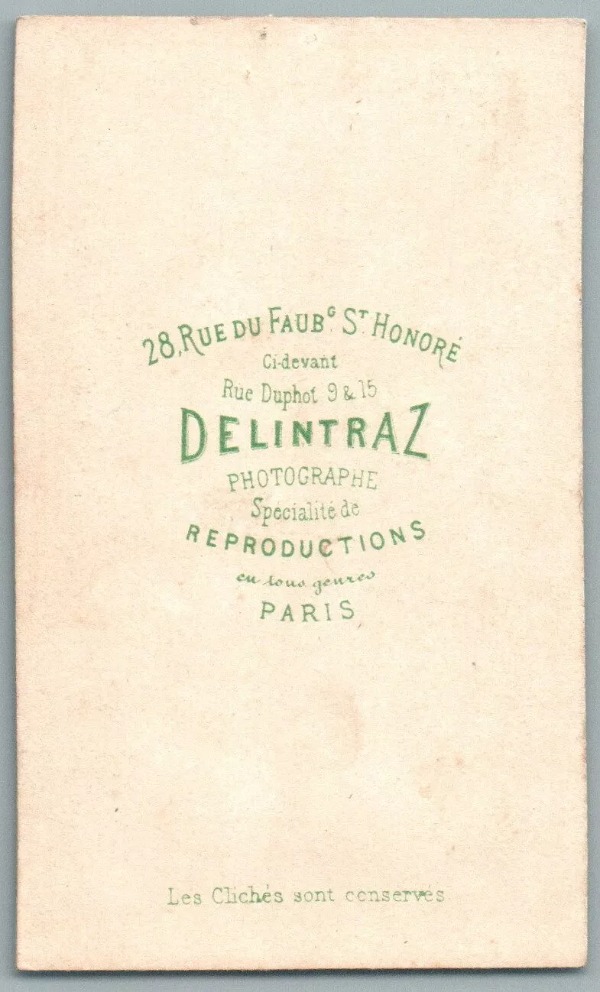 28, RUE DU FAUBG ST HONORÉ
Ci-devant
Rue Duphot 9 & 15
DELINTRAZ
PHOTOGRAPHE
Spécialité de
REPRODUCTIONS
en tous genres
PARIS
Les Clichés sont conservés